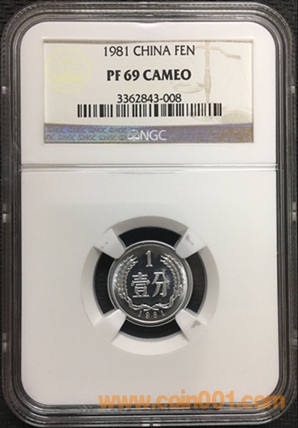 1981 CHINA FEN
PF 69 CAMEO
3362843-008
NGC
1
壹分
1981
www.coin001.com